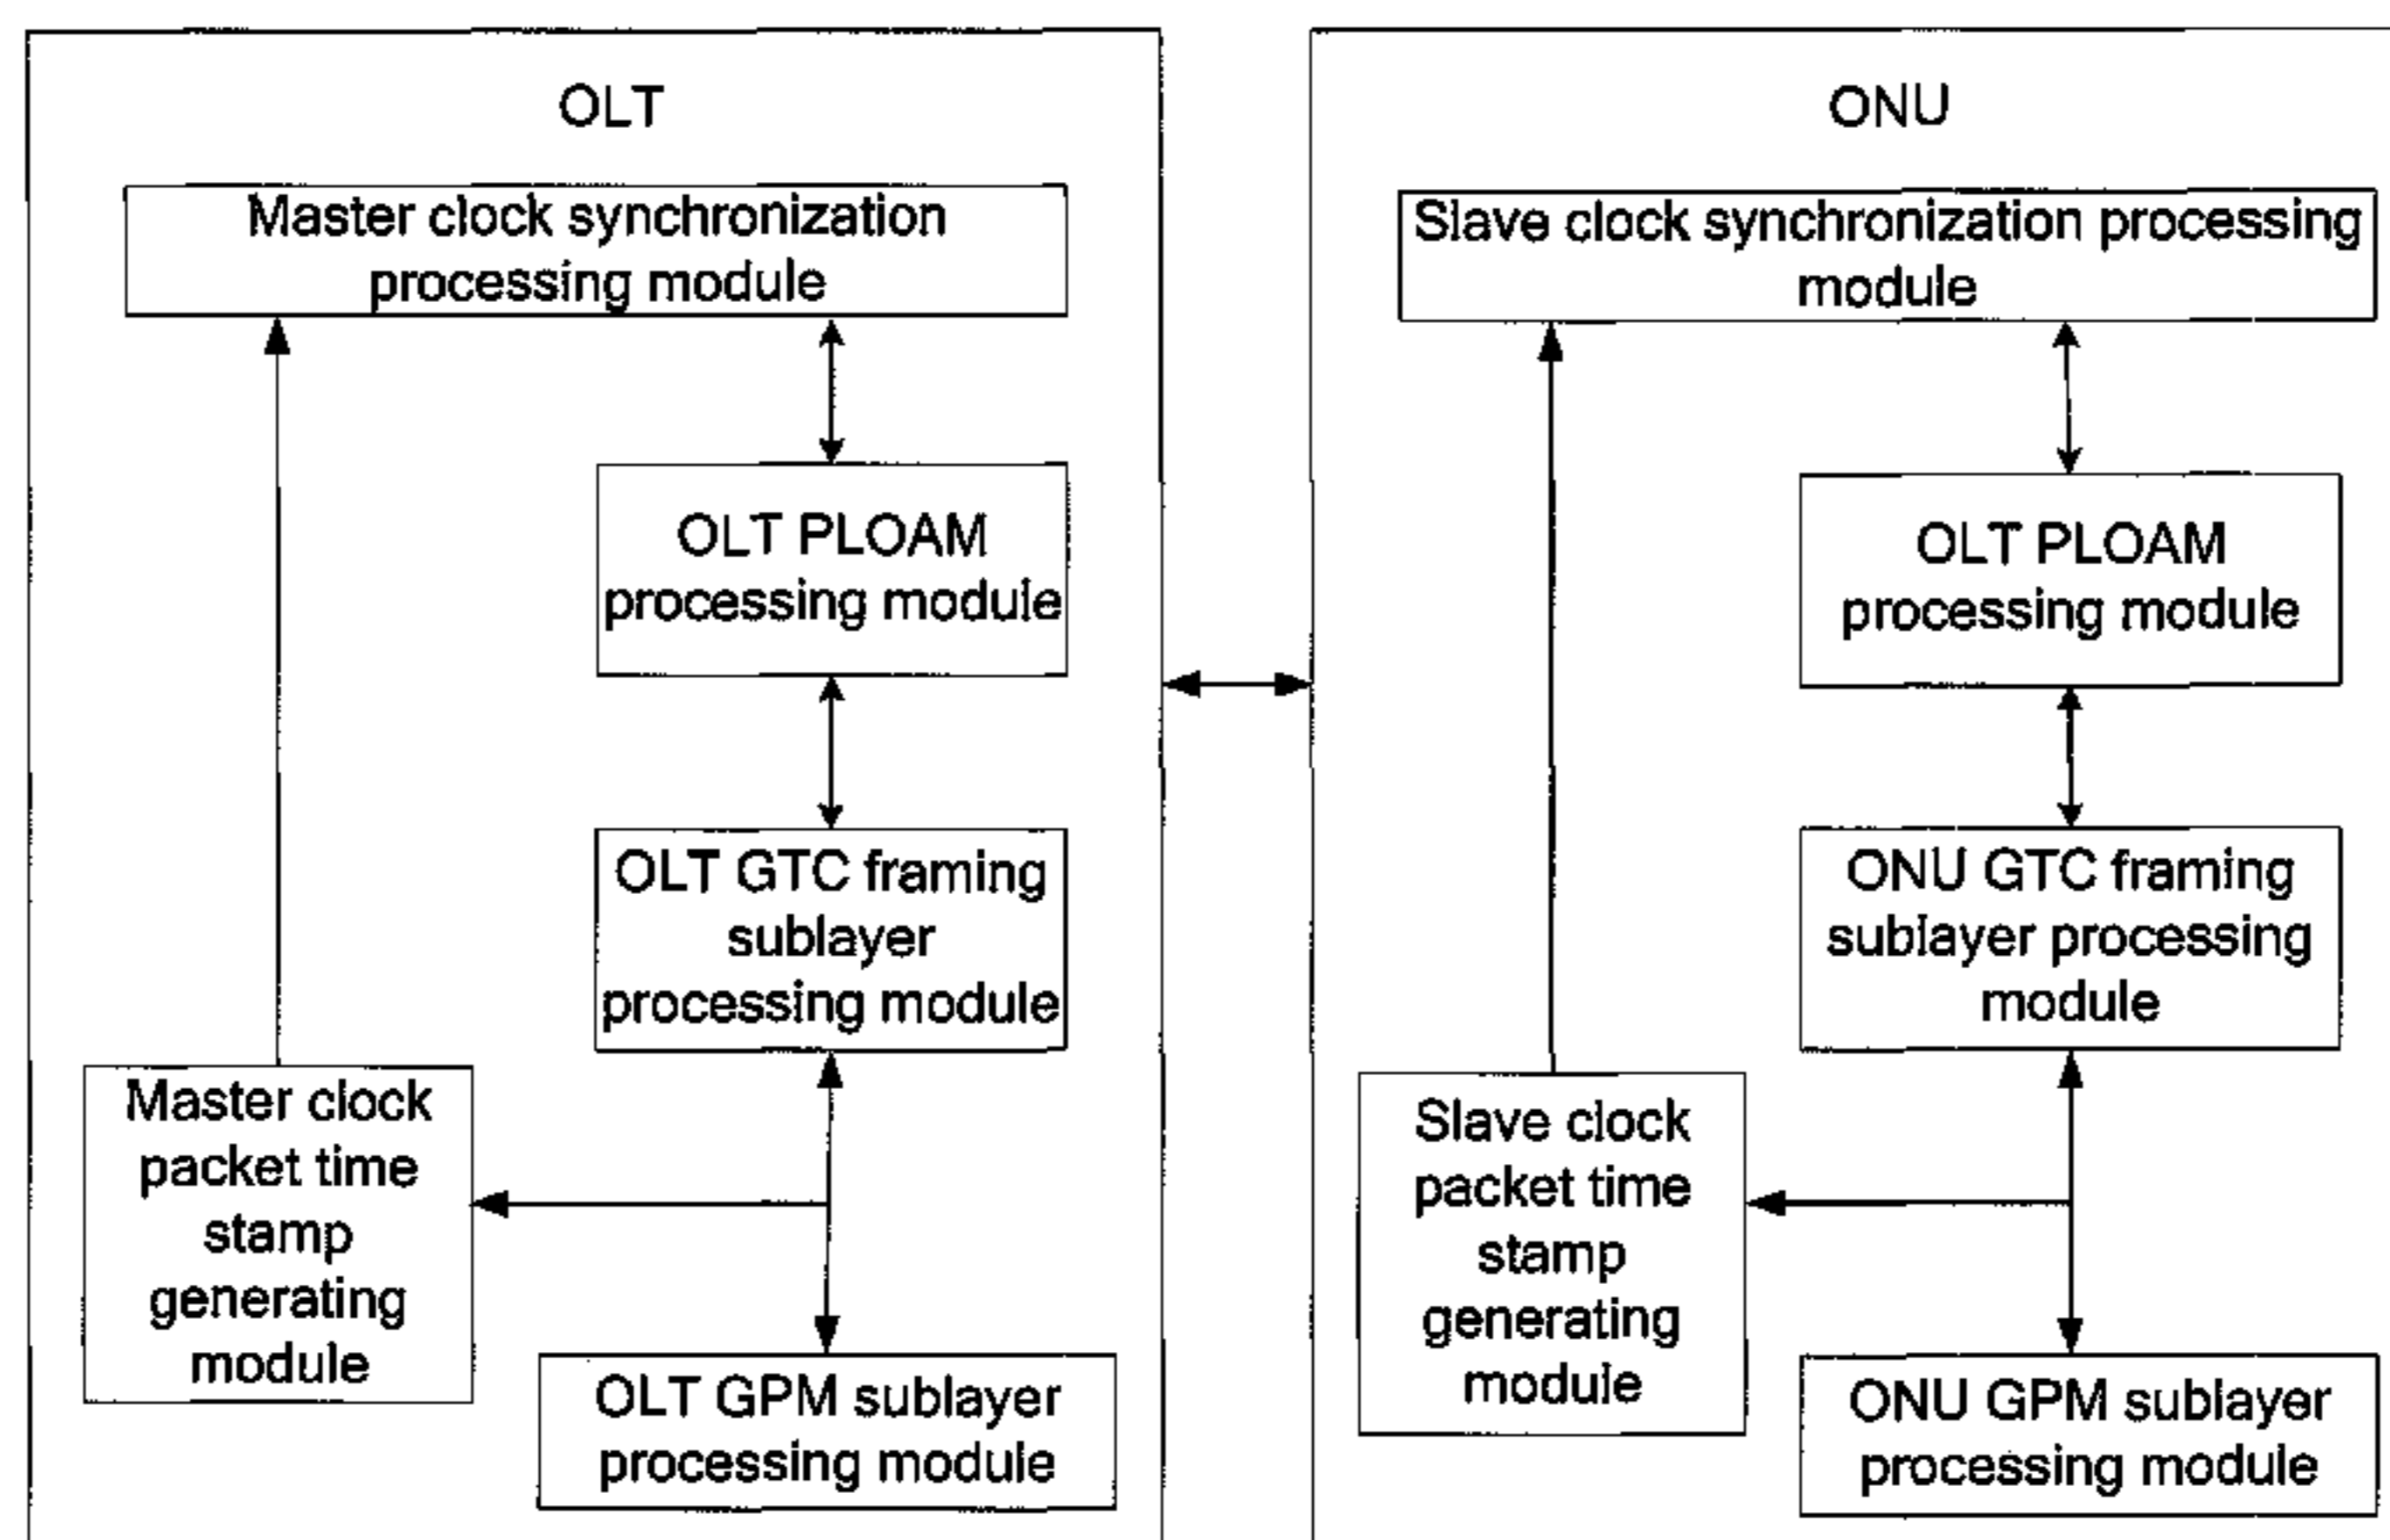 OLT
Master clock synchronization
processing module
OLT PLOAM
processing module
OLT GTC framing
sublayer
processing module
Master clock
packet time
stamp
generating
module
OLT GPM sublayer
processing module
ONU
Slave clock synchronization processing
module
OLT PLOAM
processing module
ONU GTC framing
sublayer processing
module
Slave clock
packet time
stamp
generating
module
ONU GPM sublayer
processing module